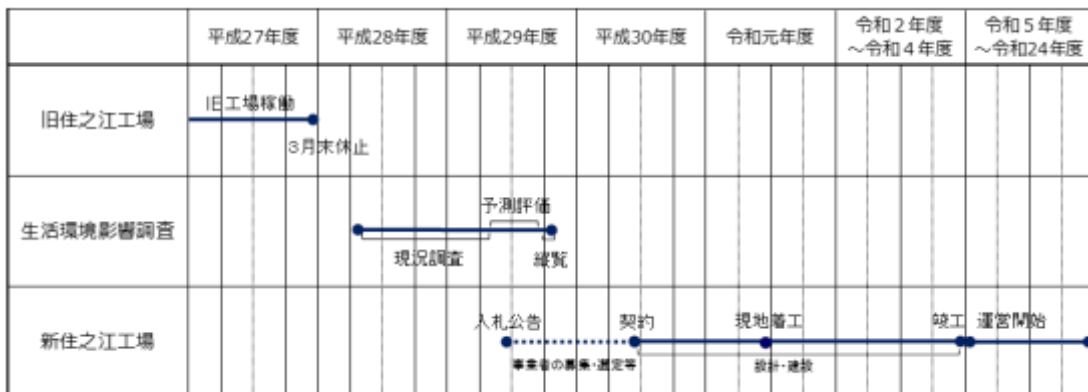 平成27年度 平成28年度 平成29年度 平成30年度 令和元年度 令和２年度～令和４年度 令和５年度～令和24年度
旧住之江工場
旧工場稼働
３月末休止
生活環境影響調査
予測評価
現況調査
縦覧
新住之江工場
入札公告
契約
現地着工
竣工
運営開始
事業者の募集・選定等
設計・建設